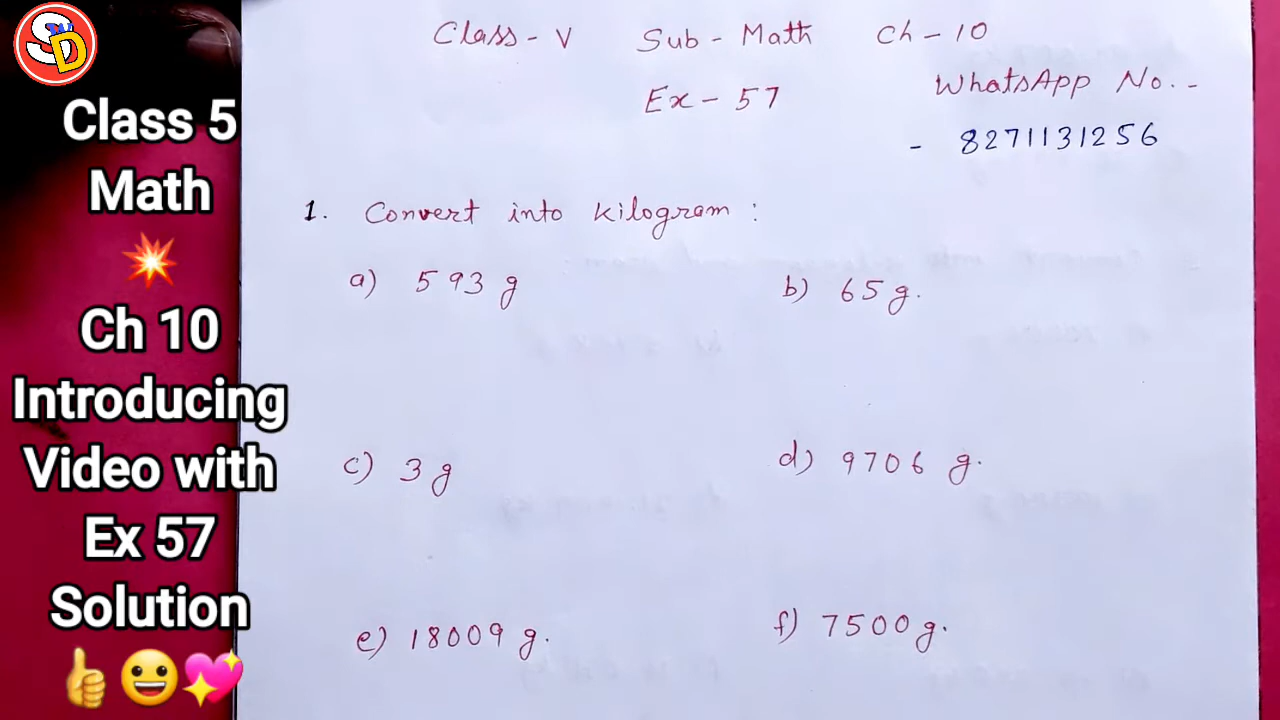 SD
Class 5
Math
💥
Ch 10
Introducing
Video with
Ex 57
Solution
👍😀💖
Class - V Sub - Math Ch - 10
Ex - 57
WhatsApp No. -
- 8271131256
1. Convert into kilogram :
a) 593 g b) 65 g.
c) 3 g d) 9706 g.
e) 18009 g. f) 7500 g.